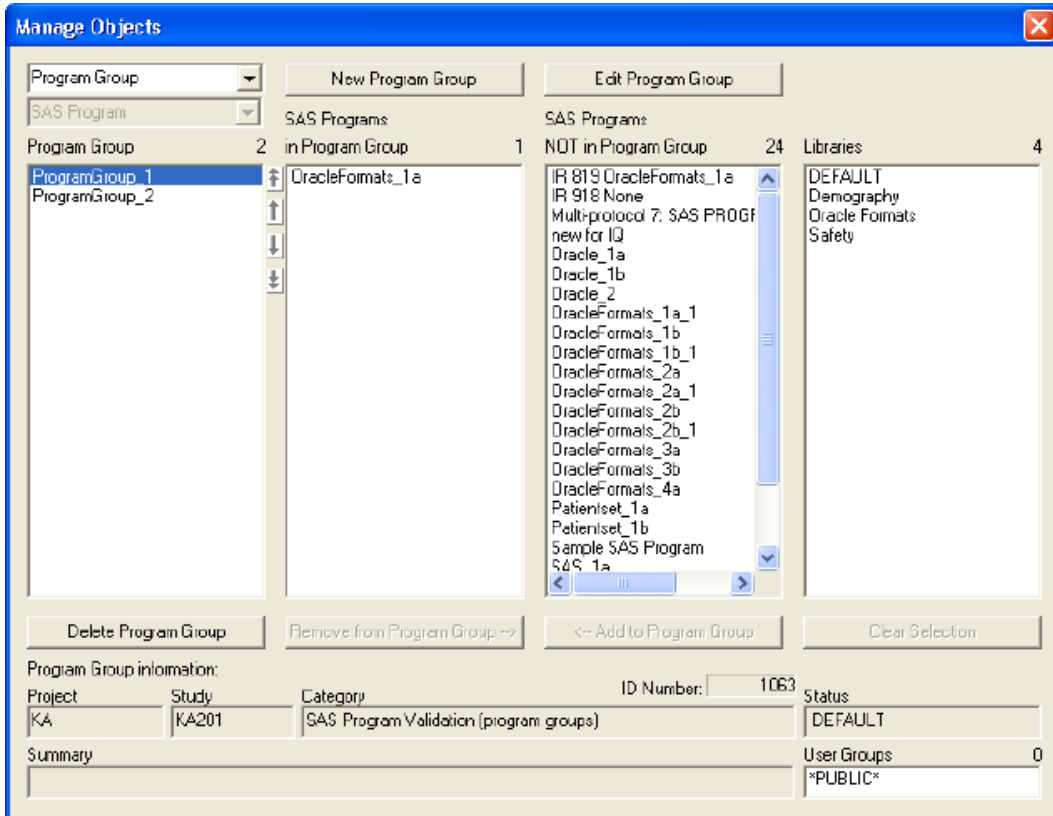 Manage Objects
Program Group
New Program Group
Edit Program Group
SAS Program
SAS Programs
SAS Programs
Program Group 2
in Program Group 1
NOT in Program Group 24
Libraries 4
ProgramGroup_1
ProgramGroup_2
OracleFormats_1a
IR 819 OracleFormats_1a
IR 918 None
Multi-protocol 7: SAS PROGR
new for IQ
Oracle_1a
Oracle_1b
Oracle_2
OracleFormats_1a_1
OracleFormats_1b
OracleFormats_1b_1
OracleFormats_2a
OracleFormats_2a_1
OracleFormats_2b
OracleFormats_2b_1
OracleFormats_3a
OracleFormats_3b
OracleFormats_4a
Patientset_1a
Patientset_1b
Sample SAS Program
SAS_1a
DEFAULT
Demography
Oracle Formats
Safety
Delete Program Group
Remove from Program Group -->
<-- Add to Program Group
Clear Selection
Program Group information:
ID Number: 1063
Project
Study
Category
Status
KA
KA201
SAS Program Validation (program groups)
DEFAULT
Summary
User Groups 0
*PUBLIC*